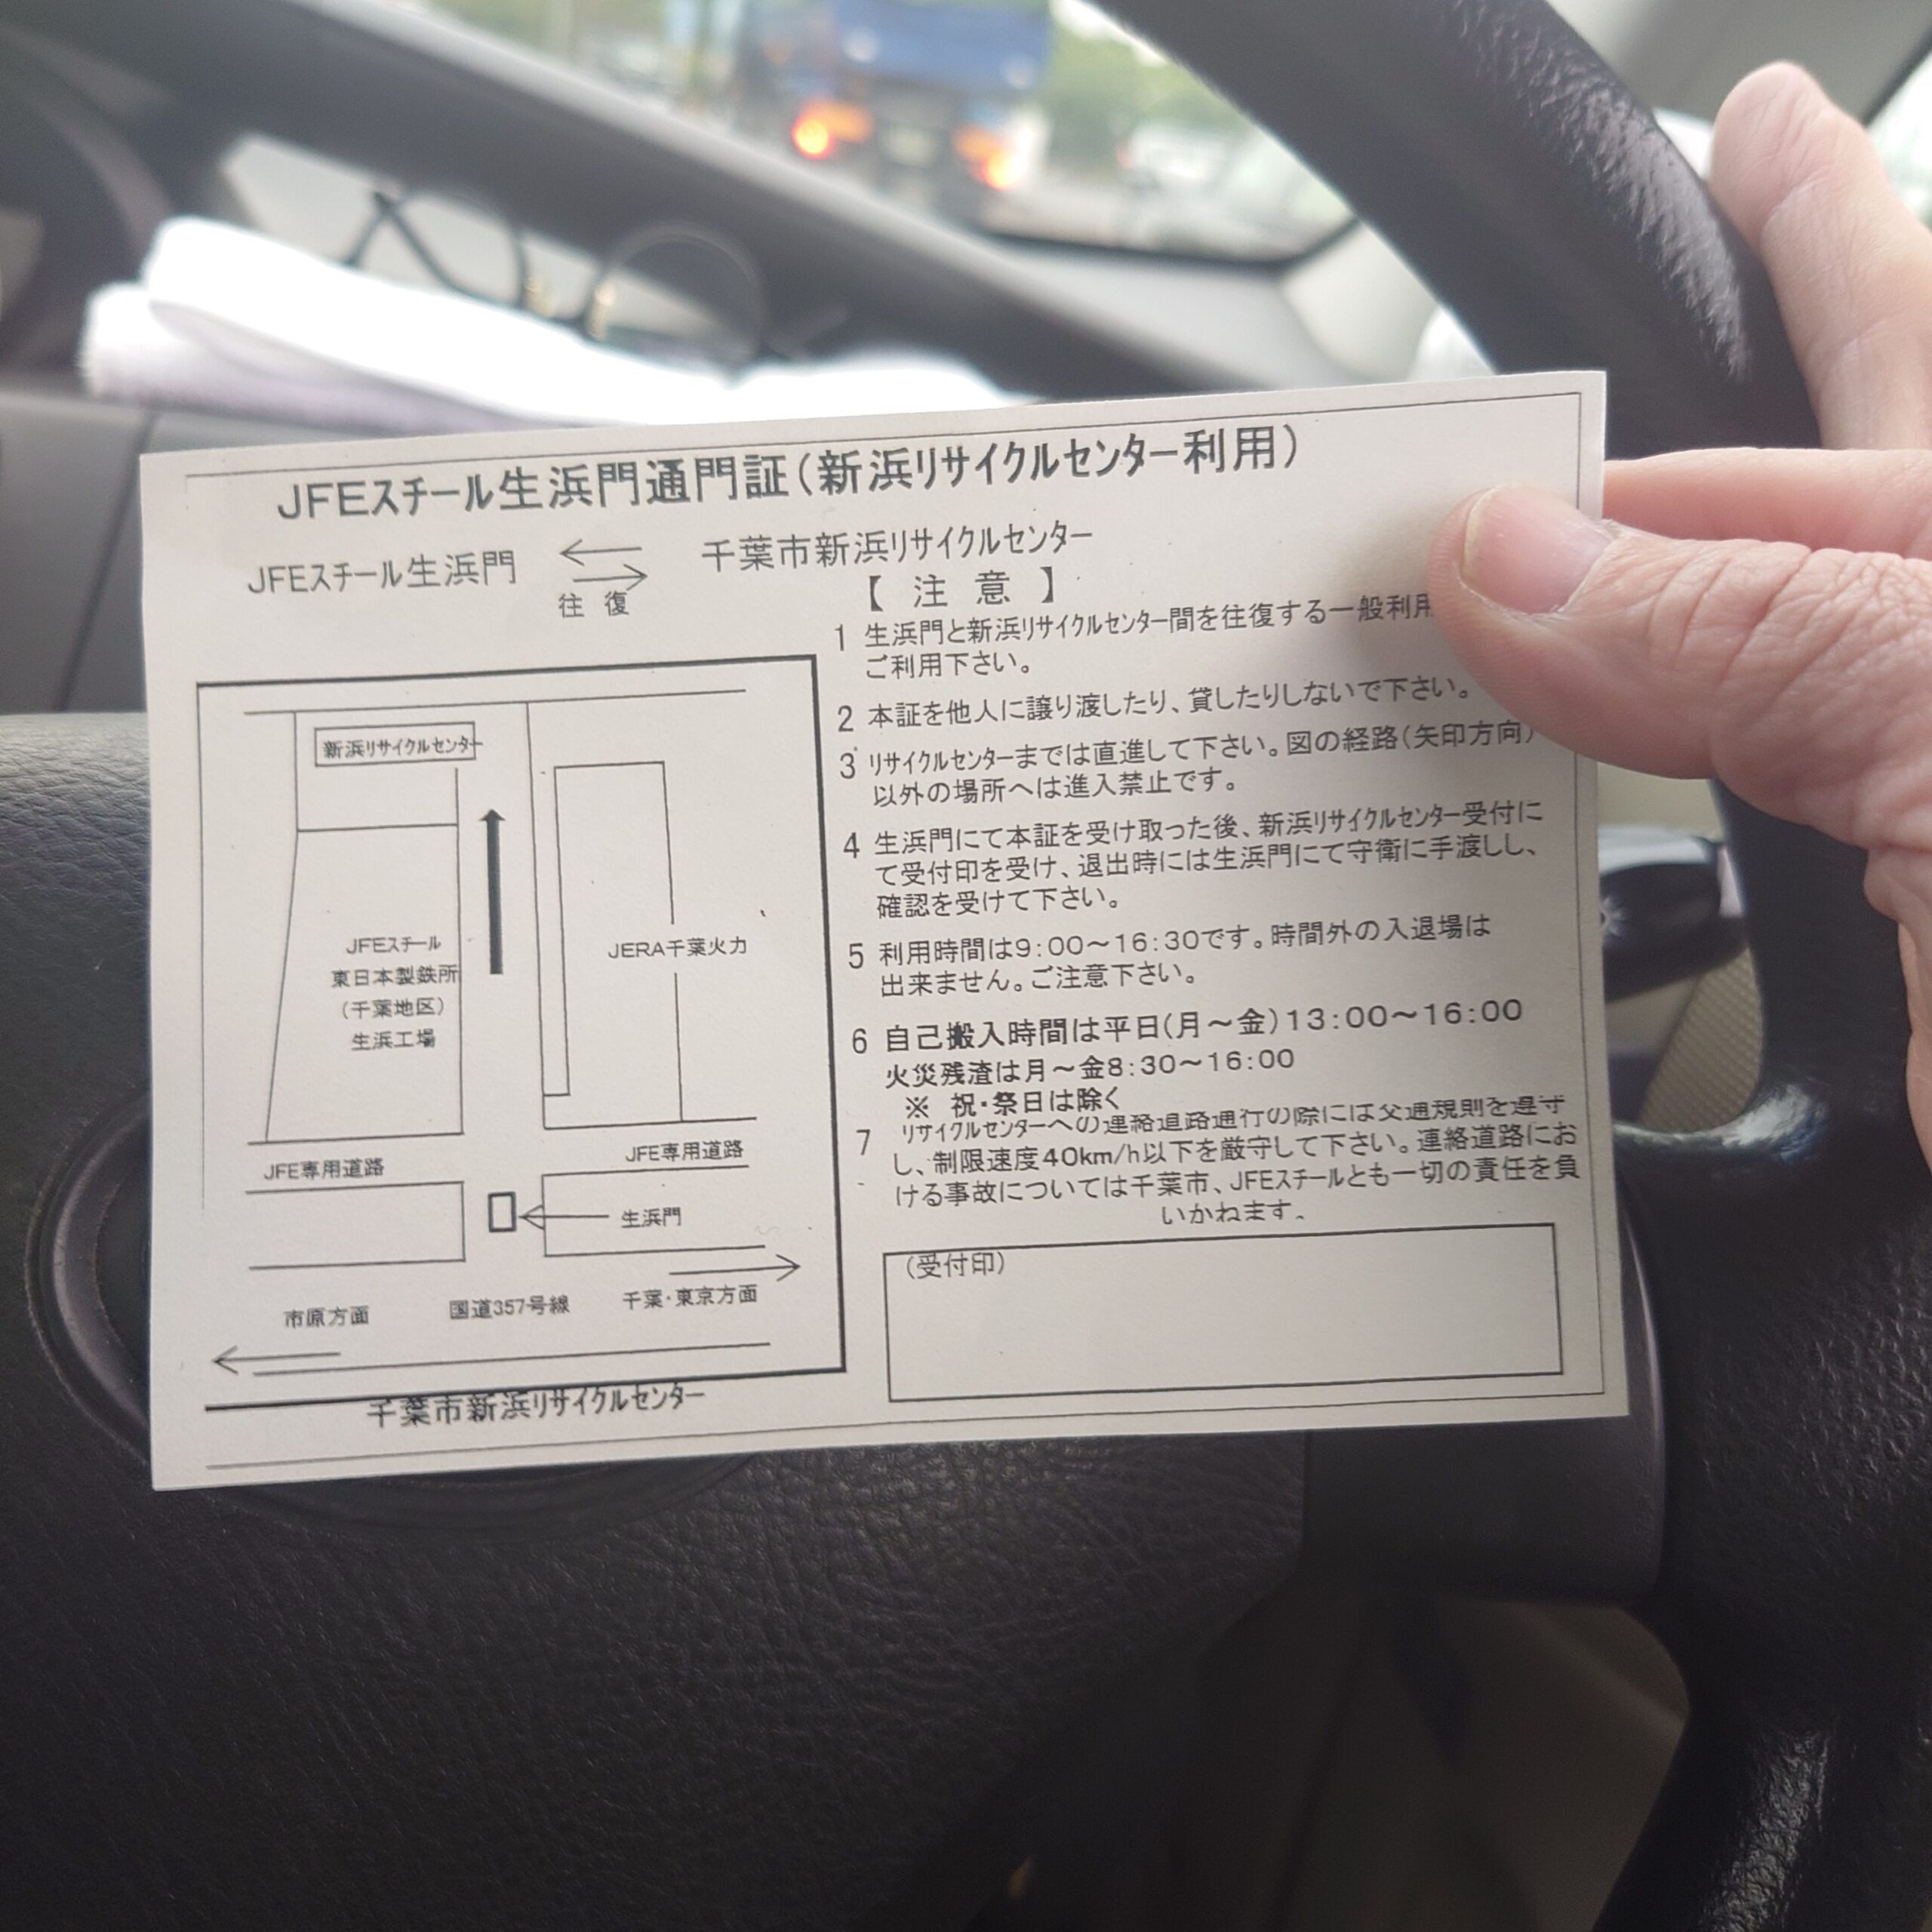 JFEスチール生浜門通門証(新浜リサイクルセンター利用)
JFEスチール生浜門
往 復
千葉市新浜リサイクルセンター
【 注 意 】
1 生浜門と新浜リサイクルセンター間を往復する一般利用
ご利用下さい。
2 本証を他人に譲り渡したり、貸したりしないで下さい。
3 リサイクルセンターまでは直進して下さい。図の経路(矢印方向)
以外の場所へは進入禁止です。
4 生浜門にて本証を受け取った後、新浜リサイクルセンター受付に
て受付印を受け、退出時には生浜門にて守衛に手渡しし、
確認を受けて下さい。
5 利用時間は9:00~16:30です。時間外の入退場は
出来ません。ご注意下さい。
6 自己搬入時間は平日(月~金)13:00~16:00
火災残渣は月~金8:30~16:00
※ 祝・祭日は除く
7 リサイクルセンターへの連絡道路通行の際には交通規則を遵守
し、制限速度40km/h以下を厳守して下さい。連絡道路にお
ける事故については千葉市、JFEスチールとも一切の責任を負
いかねます。
(受付印)
新浜リサイクルセンター
JFEスチール
東日本製鉄所
(千葉地区)
生浜工場
JERA千葉火力
JFE専用道路
JFE専用道路
生浜門
市原方面
国道357号線
千葉・東京方面
千葉市新浜リサイクルセンター